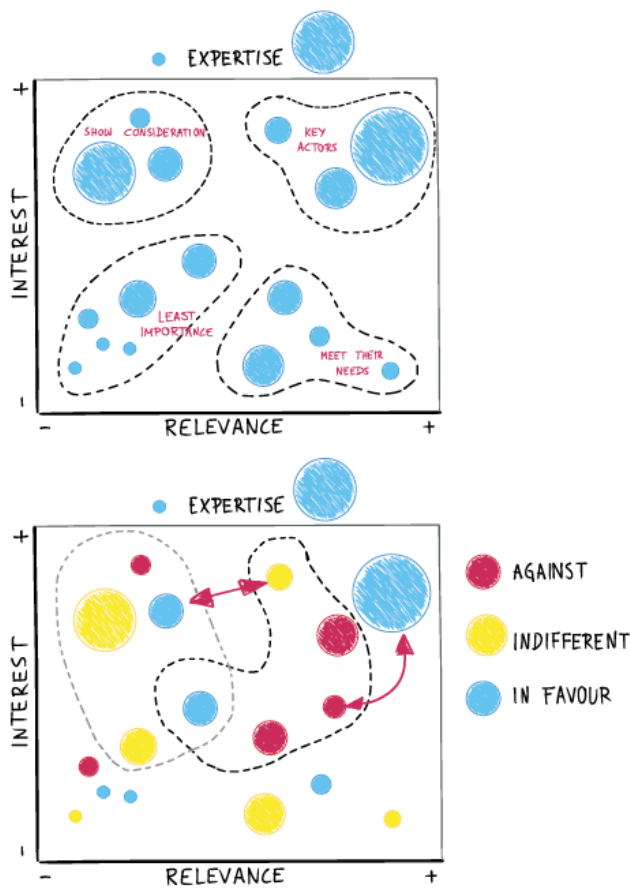 EXPERTISE
+
SHOW CONSIDERATION
KEY
ACTORS
INTEREST
LEAST
IMPORTANCE
MEET THEIR
NEEDS
-
- RELEVANCE +
EXPERTISE
+
AGAINST
INDIFFERENT
INTEREST
IN FAVOUR
-
- RELEVANCE +